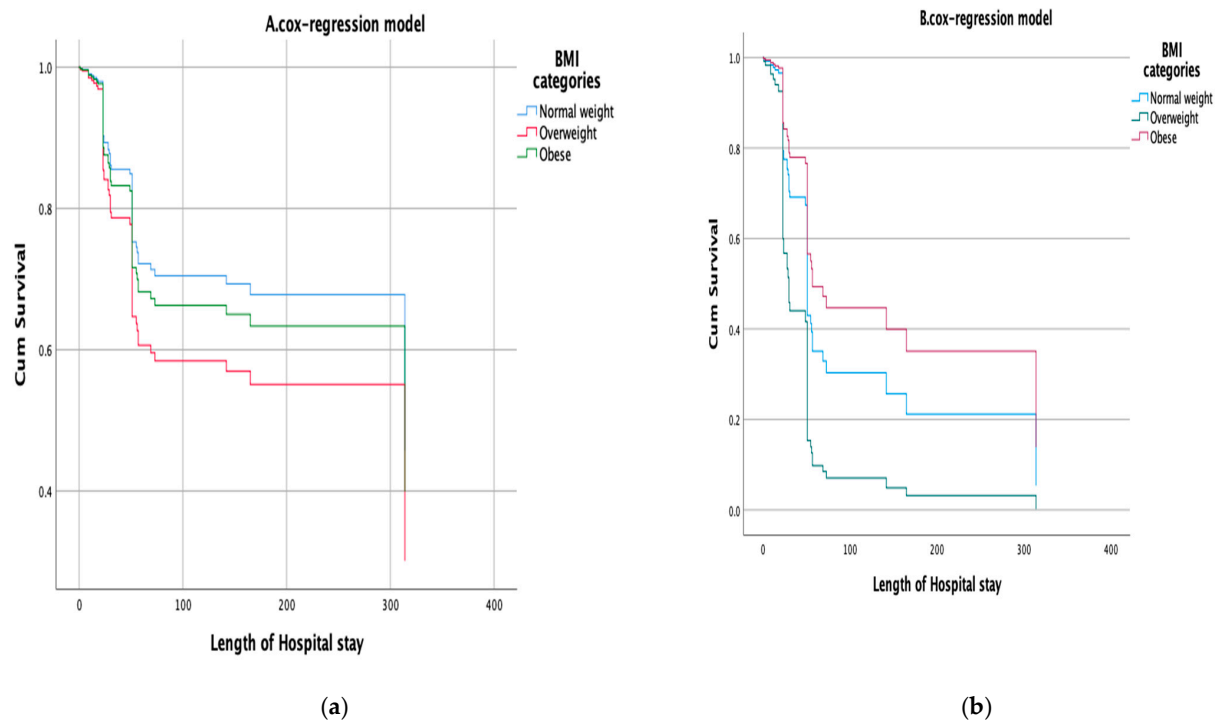 A.cox-regression model
BMI
categories
Normal weight
Overweight
Obese
1.0
0.8
0.6
0.4
Cum Survival
0 100 200 300 400
Length of Hospital stay
(a)
B.cox-regression model
BMI
categories
Normal weight
Overweight
Obese
1.0
0.8
0.6
0.4
0.2
0.0
Cum Survival
0 100 200 300 400
Length of Hospital stay
(b)